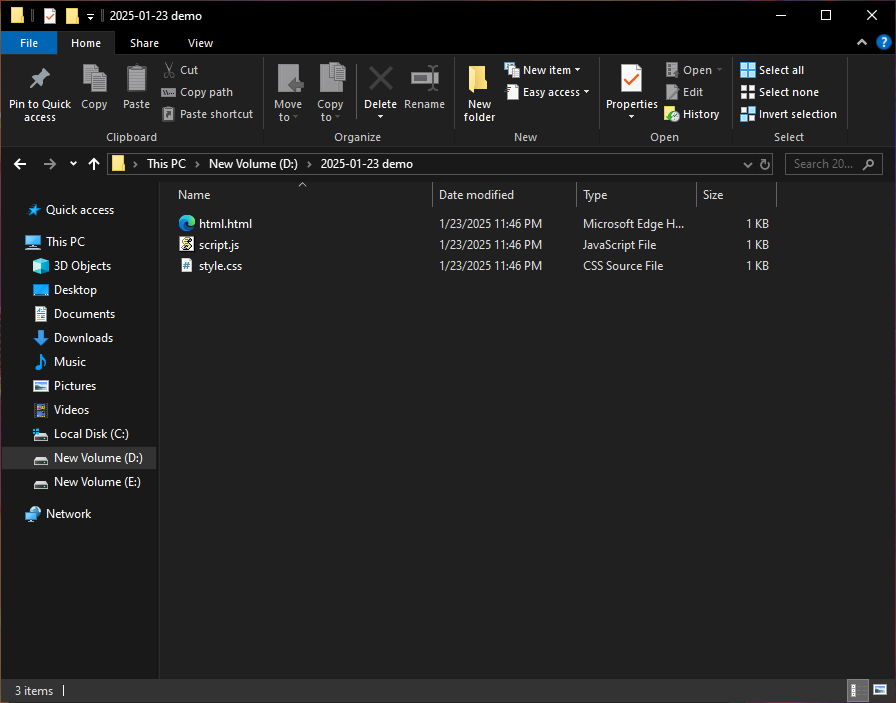 2025-01-23 demo
File Home Share View
Pin to Quick access
Copy
Paste
Cut
Copy path
Paste shortcut
Clipboard
Move to
Copy to
Delete
Rename
Organize
New folder
New item
Easy access
New
Properties
Open
Edit
History
Open
Select all
Select none
Invert selection
Select
This PC New Volume (D:) 2025-01-23 demo
Search 20...
Name Date modified Type Size
html.html 1/23/2025 11:46 PM Microsoft Edge H... 1 KB
script.js 1/23/2025 11:46 PM JavaScript File 1 KB
style.css 1/23/2025 11:46 PM CSS Source File 1 KB
Quick access
This PC
3D Objects
Desktop
Documents
Downloads
Music
Pictures
Videos
Local Disk (C:)
New Volume (D:)
New Volume (E:)
Network
3 items